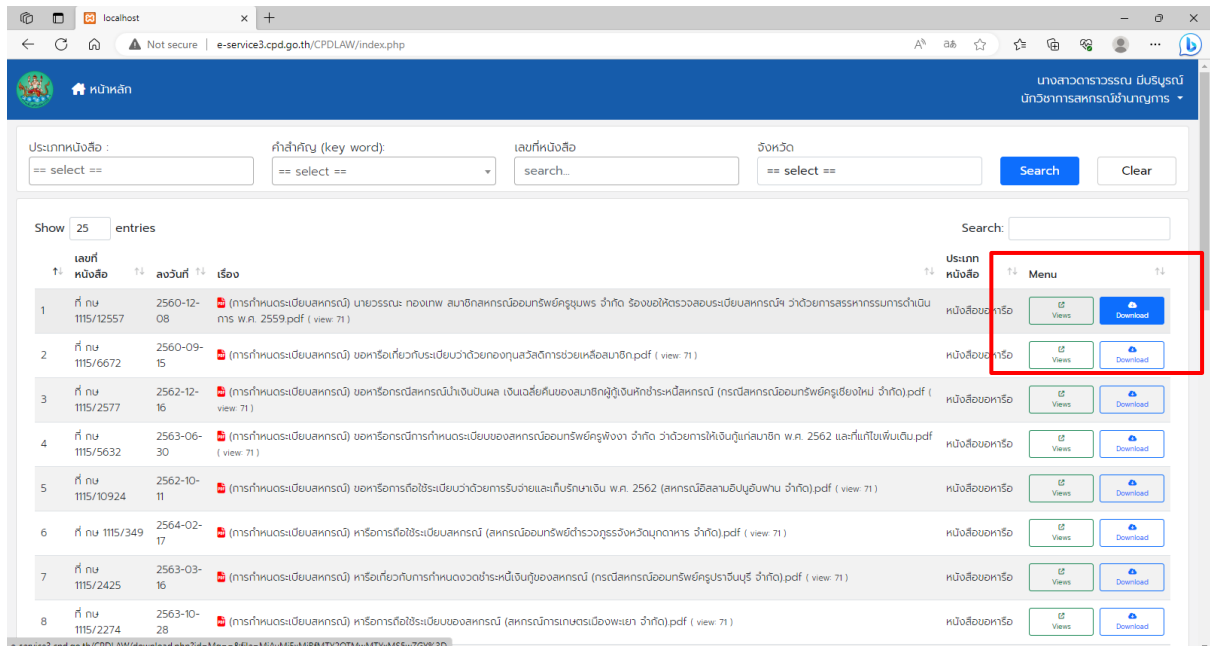 localhost
Not secure e-service3.cpd.go.th/CPDLAW/index.php
หน้าหลัก
นางสาวดาราวรรณ มีบริบูรณ์
นักวิชาการสหกรณ์ชำนาญการ
ประเภทหนังสือ : คำสำคัญ (key word): เลขที่หนังสือ จังหวัด
== select == == select == search... == select == Search Clear
Show 25 entries Search:
เลขที่หนังสือ ลงวันที่ เรื่อง ประเภทหนังสือ Menu
1 ที่ กษ 1115/12557 2560-12-08 (การกำหนดระเบียบสหกรณ์) นายวรรณะ ทองเทพ สมาชิกสหกรณ์ออมทรัพย์ครูชุมพร จำกัด ร้องขอให้ตรวจสอบระเบียบสหกรณ์ฯ ว่าด้วยการสรรหากรรมการดำเนิน
การ พ.ศ. 2559.pdf ( view: 71 ) หนังสือขอหารือ Views Download
2 ที่ กษ 1115/6672 2560-09-15 (การกำหนดระเบียบสหกรณ์) ขอหารือเกี่ยวกับระเบียบว่าด้วยกองทุนสวัสดิการช่วยเหลือสมาชิก.pdf ( view: 71 ) หนังสือขอหารือ Views Download
3 ที่ กษ 1115/2577 2562-12-16 (การกำหนดระเบียบสหกรณ์) ขอหารือกรณีสหกรณ์นำเงินปันผล เงินเฉลี่ยคืนของสมาชิกผู้กู้เงินหักชำระหนี้สหกรณ์ (กรณีสหกรณ์ออมทรัพย์ครูเชียงใหม่ จำกัด).pdf (
view: 71 ) หนังสือขอหารือ Views Download
4 ที่ กษ 1115/5632 2563-06-30 (การกำหนดระเบียบสหกรณ์) ขอหารือกรณีการกำหนดระเบียบของสหกรณ์ออมทรัพย์ครูพังงา จำกัด ว่าด้วยการให้เงินกู้แก่สมาชิก พ.ศ. 2562 และที่แก้ไขเพิ่มเติม.pdf
( view: 71 ) หนังสือขอหารือ Views Download
5 ที่ กษ 1115/10924 2562-10-11 (การกำหนดระเบียบสหกรณ์) ขอหารือการถือใช้ระเบียบว่าด้วยการรับจ่ายและเก็บรักษาเงิน พ.ศ. 2562 (สหกรณ์อิสลามอิปนูอัฟฟาน จำกัด).pdf ( view: 71 ) หนังสือขอหารือ Views Download
6 ที่ กษ 1115/349 2564-02-17 (การกำหนดระเบียบสหกรณ์) หารือการถือใช้ระเบียบสหกรณ์ (สหกรณ์ออมทรัพย์ตำรวจภูธรจังหวัดมุกดาหาร จำกัด).pdf ( view: 71 ) หนังสือขอหารือ Views Download
7 ที่ กษ 1115/2425 2563-03-16 (การกำหนดระเบียบสหกรณ์) หารือเกี่ยวกับการกำหนดงวดชำระหนี้เงินกู้ของสหกรณ์ (กรณีสหกรณ์ออมทรัพย์ครูปราจีนบุรี จำกัด).pdf ( view: 71 ) หนังสือขอหารือ Views Download
8 ที่ กษ 1115/2274 2563-10-28 (การกำหนดระเบียบสหกรณ์) หารือการถือใช้ระเบียบของสหกรณ์ (สหกรณ์การเกษตรเมืองพะเยา จำกัด).pdf ( view: 71 ) หนังสือขอหารือ Views Download